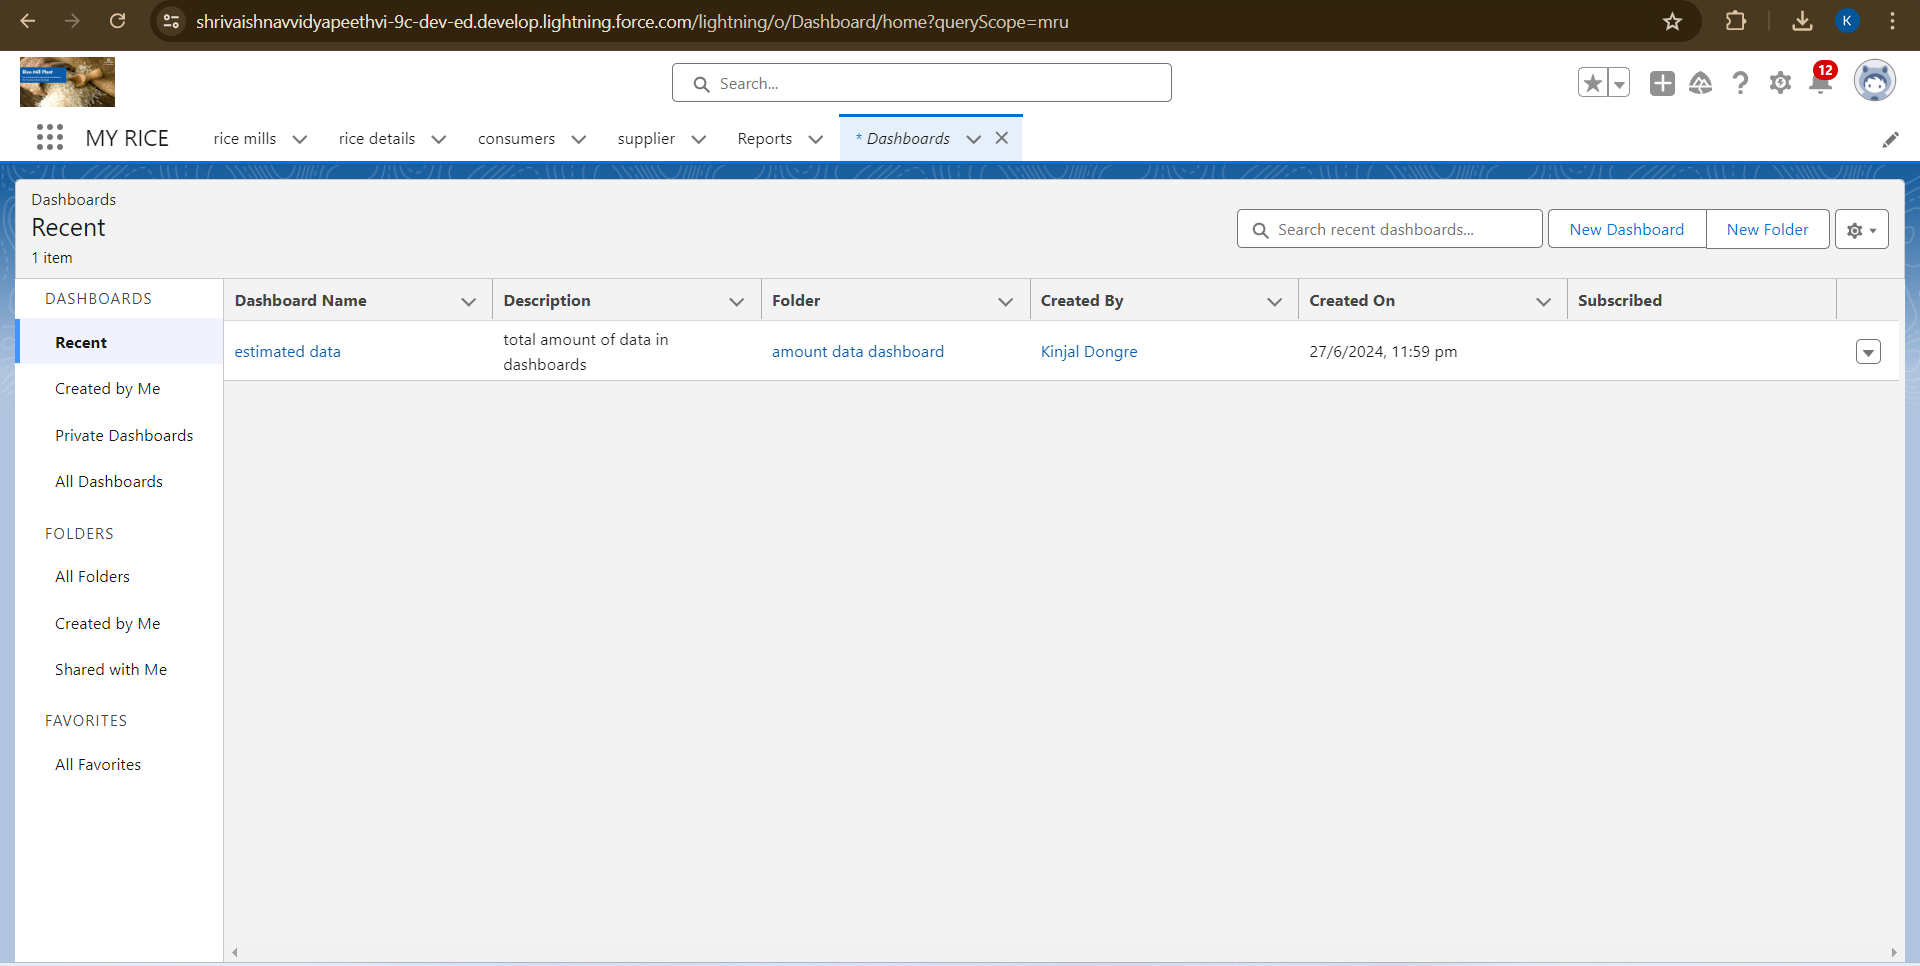 shrivaishnavvidyapeethvi-9c-dev-ed.develop.lightning.force.com/lightning/o/Dashboard/home?queryScope=mru
K
Rice Mill Plant
Search...
12
MY RICE
rice mills
rice details
consumers
supplier
Reports
* Dashboards
Dashboards
Recent
1 item
Search recent dashboards...
New Dashboard
New Folder
DASHBOARDS
Recent
Created by Me
Private Dashboards
All Dashboards
FOLDERS
All Folders
Created by Me
Shared with Me
FAVORITES
All Favorites
Dashboard Name
Description
Folder
Created By
Created On
Subscribed
estimated data
total amount of data in
dashboards
amount data dashboard
Kinjal Dongre
27/6/2024, 11:59 pm